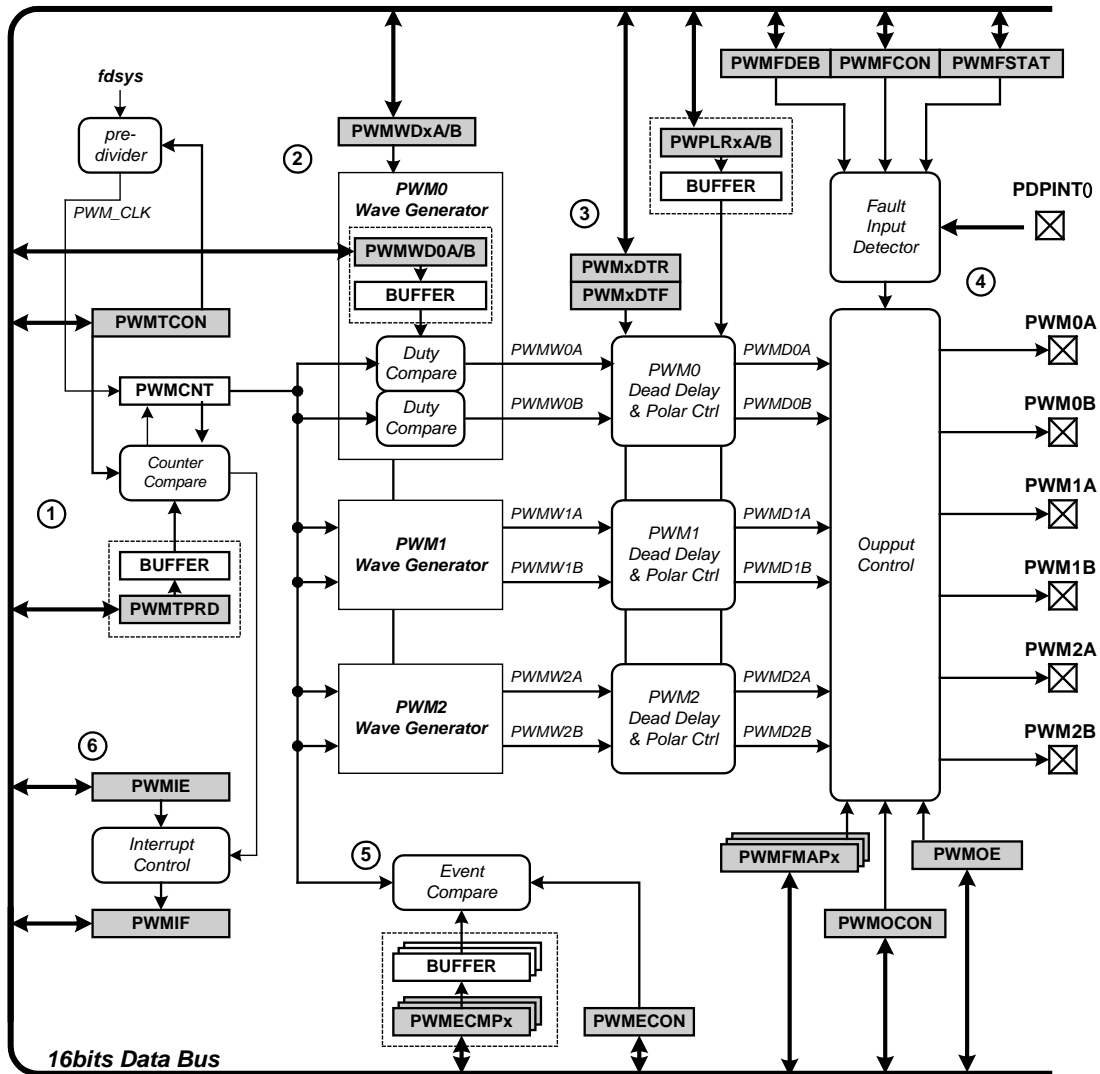 PWMFDEB
PWMFCON
PWMFSTAT
fdsys
pre-
divider
PWM_CLK
PWMWDxA/B
PWPLRxA/B
BUFFER
2
PWM0
Wave Generator
PWMWD0A/B
BUFFER
Duty
Compare
Duty
Compare
3
PWMxDTR
PWMxDTF
Fault
Input
Detector
PDPINT0
4
PWMTCON
PWMCNT
Counter
Compare
1
BUFFER
PWMTPRD
PWMW0A
PWMW0B
PWM0
Dead Delay
& Polar Ctrl
PWMD0A
PWMD0B
PWM1
Wave Generator
PWMW1A
PWMW1B
PWM1
Dead Delay
& Polar Ctrl
PWMD1A
PWMD1B
PWM2
Wave Generator
PWMW2A
PWMW2B
PWM2
Dead Delay
& Polar Ctrl
PWMD2A
PWMD2B
Oupput
Control
PWM0A
PWM0B
PWM1A
PWM1B
PWM2A
PWM2B
6
PWMIE
Interrupt
Control
PWMIF
5
Event
Compare
BUFFER
PWMECMPx
PWMECON
PWMFMAPx
PWMOCON
PWMOE
16bits Data Bus